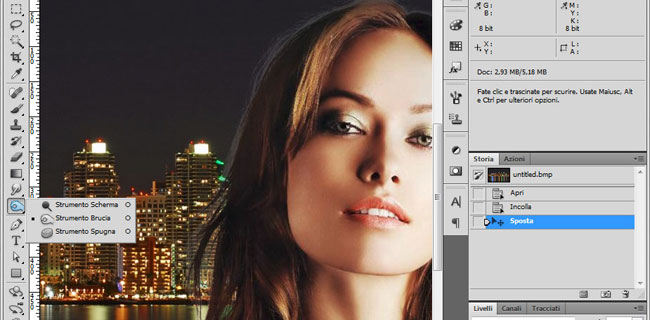 Strumento Scherma O
Strumento Brucia O
Strumento Spugna O
G :
B :
8 bit
M :
Y :
K :
8 bit
X :
Y :
L :
A :
Doc: 2,93 MB/5,18 MB
Fate clic e trascinate per scurire. Usate Maiusc, Alt
e Ctrl per ulteriori opzioni.
Storia Azioni
untitled.bmp
Apri
Incolla
Sposta
Livelli Canali Tracciati